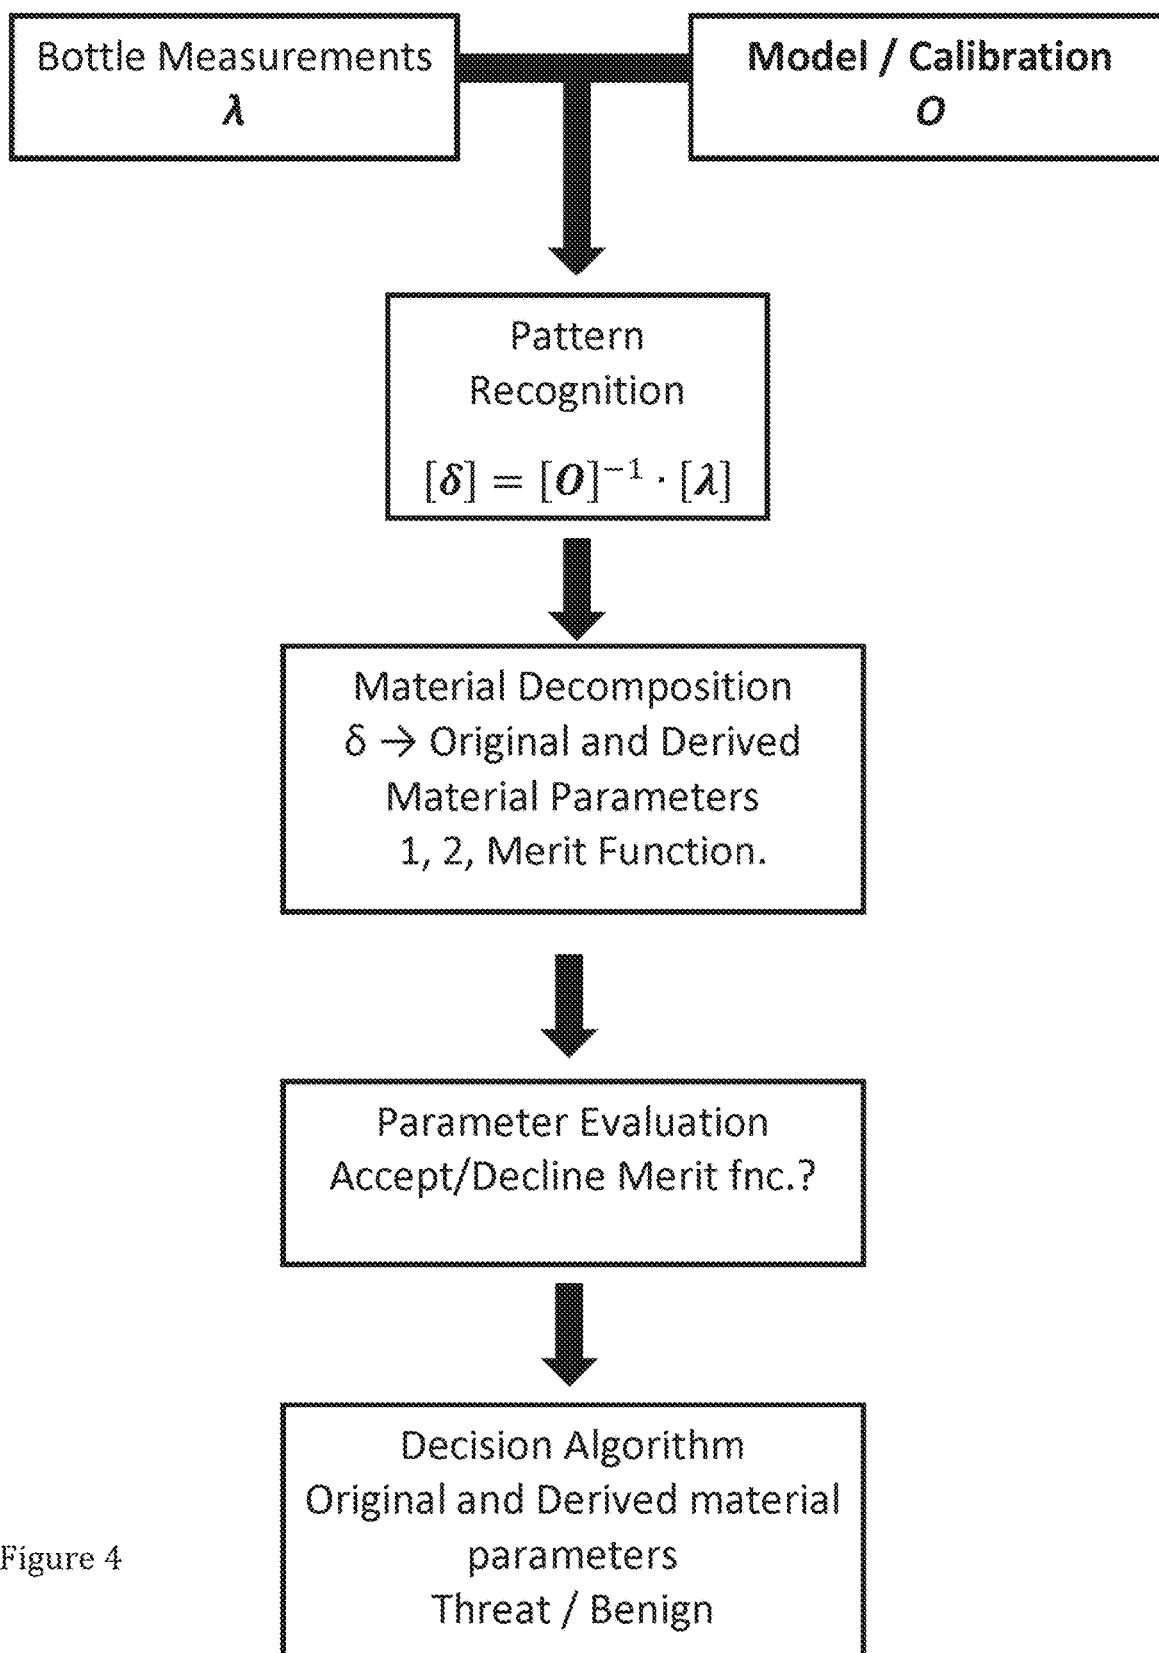 Bottle Measurements
λ
Model / Calibration
O
Pattern
Recognition
[δ] = [O]⁻¹ · [λ]
Material Decomposition
δ → Original and Derived
Material Parameters
1, 2, Merit Function.
Parameter Evaluation
Accept/Decline Merit fnc.?
Decision Algorithm
Original and Derived material
parameters
Threat / Benign
Figure 4